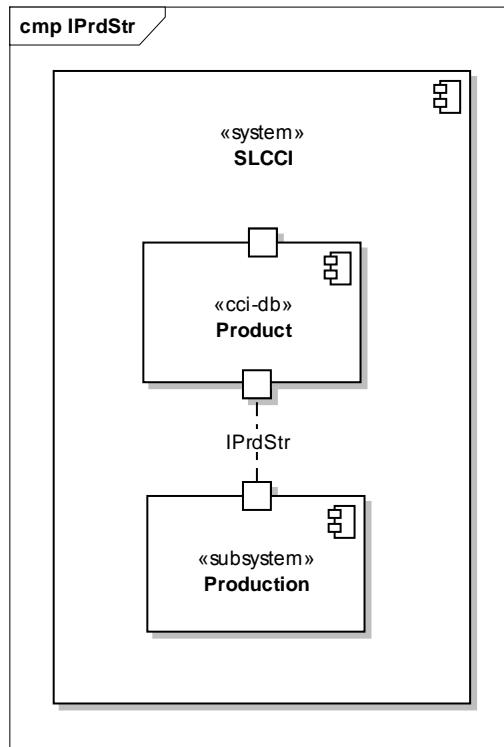 cmp IPrdStr
«system»
SLCCI
«cci-db»
Product
IPrdStr
«subsystem»
Production